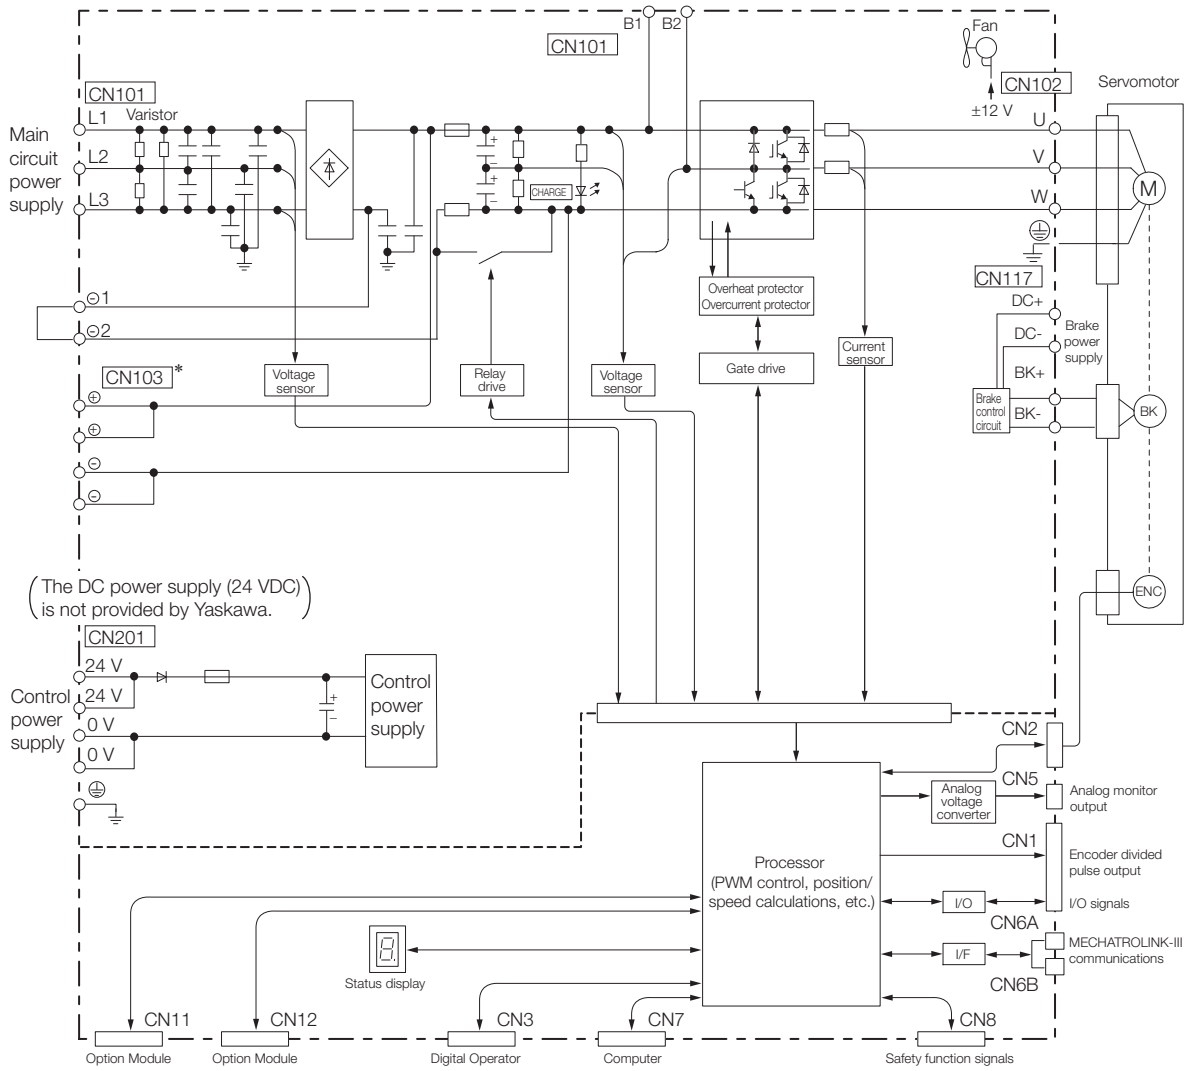 B1
B2
Fan
CN101
CN102
±12 V
Servomotor
CN101
L1
Varistor
L2
L3
Main
circuit
power
supply
+
−
+
−
CHARGE
U
V
W
M
CN117
DC+
DC-
BK+
BK-
Brake
power
supply
Brake
control
circuit
BK
⊖1
⊖2
Overheat protector
Overcurrent protector
Gate drive
Current
sensor
CN103*
Voltage
sensor
Relay
drive
Voltage
sensor
⊕
⊕
⊖
⊖
ENC
(The DC power supply (24 VDC)
is not provided by Yaskawa.)
CN201
24 V
24 V
0 V
0 V
Control
power
supply
+
−
Control
power
supply
CN2
CN5
Analog
voltage
converter
Analog monitor
output
CN1
Encoder divided
pulse output
Processor
(PWM control, position/
speed calculations, etc.)
I/O
I/O signals
CN6A
I/F
MECHATROLINK-III
communications
CN6B
8.
Status display
CN11
CN12
CN3
CN7
CN8
Option Module
Option Module
Digital Operator
Computer
Safety function signals